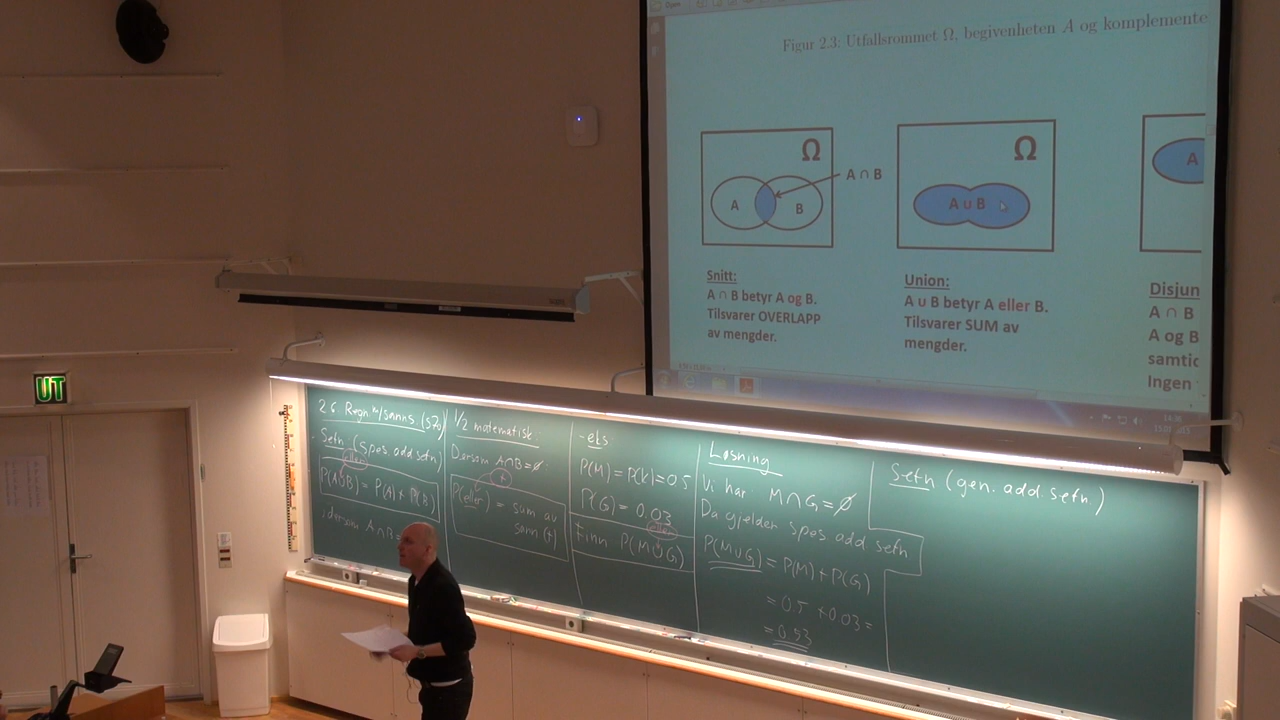 Open
Figur 2.3: Utfallsrommet Ω, begivenheten A og komplemente
Ω
A
B
A ∩ B
Ω
A ∪ B
A
Snitt:
A ∩ B betyr A og B.
Tilsvarer OVERLAPP
av mengder.
Union:
A ∪ B betyr A eller B.
Tilsvarer SUM av
mengder.
Disjun
A ∩ B
A og B
samtic
Ingen
UT
2.6. Regn m/sanns.
Setn (spes. add setn)
eller
P(A∪B) = P(A) + P(B)
dersom A∩B=
1/2 matematisk:
Dersom A∩B=∅:
P(eller) = sum av
sann (+)
-eks:
P(M) = P(K) = 0.5
P(G) = 0.03
eller
Finn P(M∪G)
Løsning
Vi har: M∩G = ∅
Da gjelder spes add setn
P(M∪G) = P(M) + P(G)
= 0.5 + 0.03 =
= 0.53
Setn (gen. add. setn.)